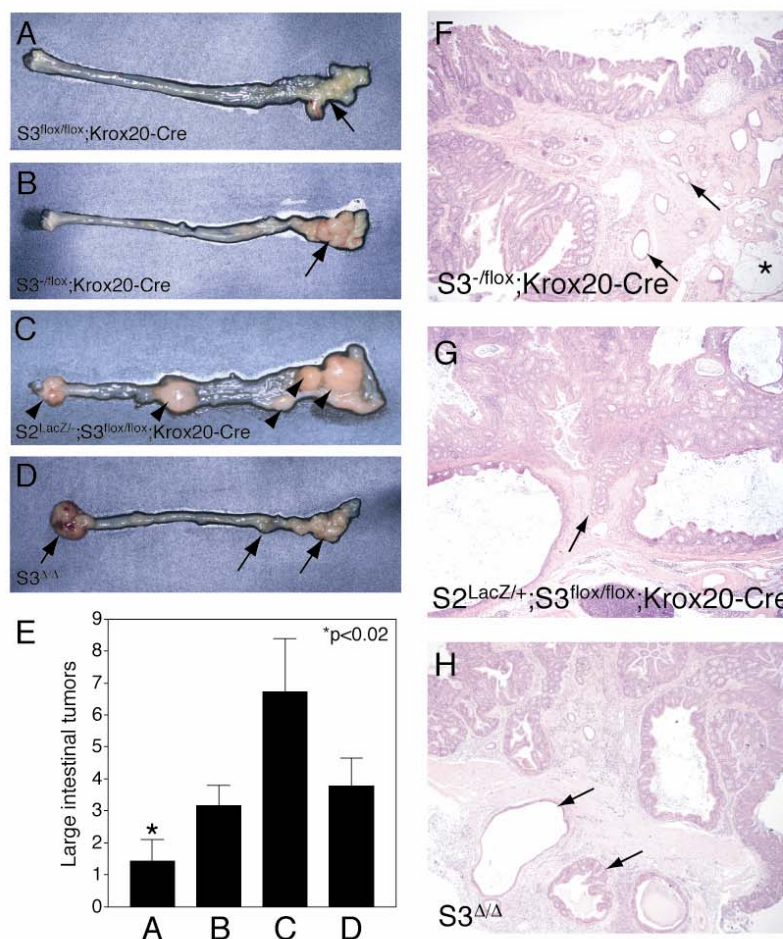 A
S3flox/flox;Krox20-Cre
B
S3-/flox;Krox20-Cre
C
S2LacZ/-;S3flox/flox;Krox20-Cre
D
S3Δ/Δ
E
*p<0.02
Large intestinal tumors
9
8
7
6
5
4
3
2
1
0
*
A B C D
F
*
S3-/flox;Krox20-Cre
G
S2LacZ/+;S3flox/flox;Krox20-Cre
H
S3Δ/Δ